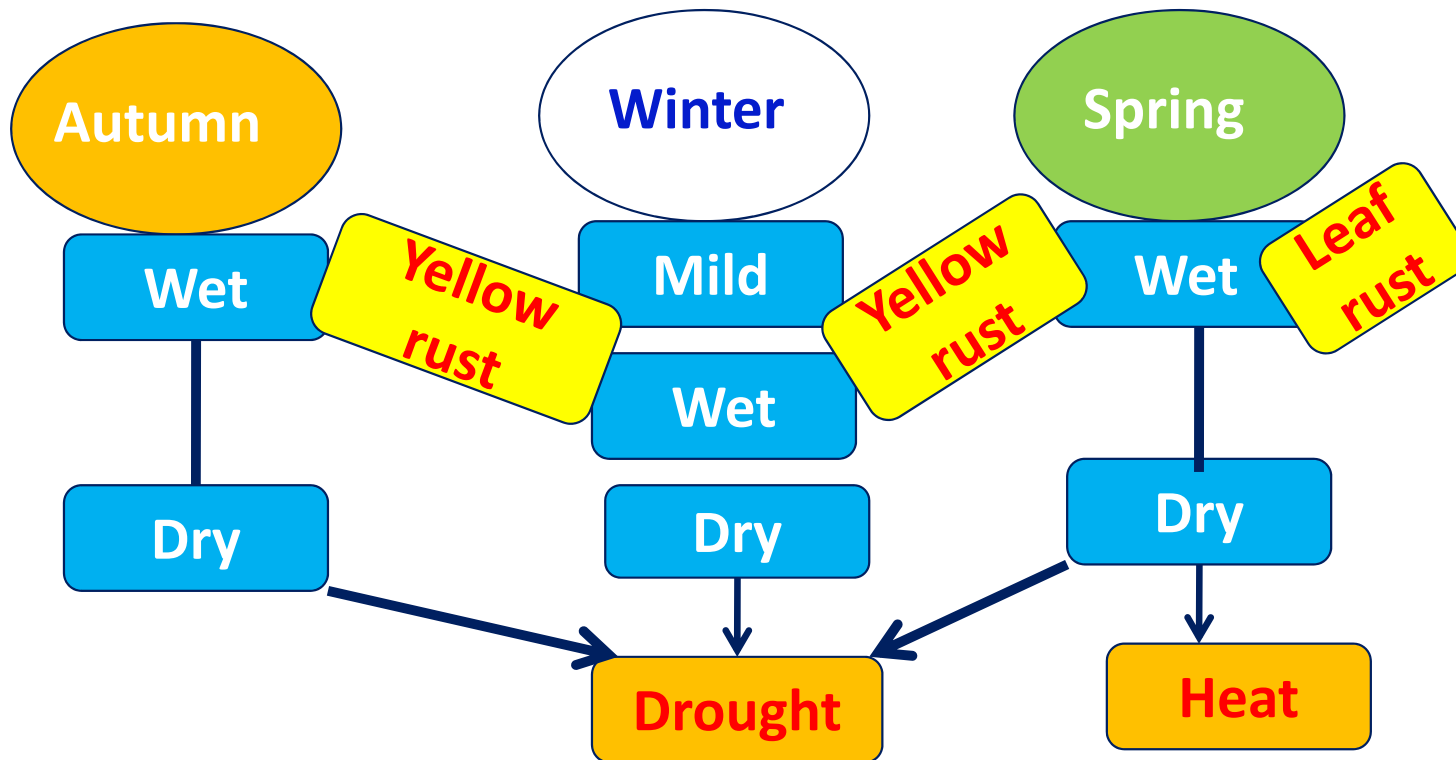 Autumn
Winter
Spring
Wet
Yellow
rust
Mild
Wet
Yellow
rust
Wet
Leaf
rust
Dry
Dry
Dry
Drought
Heat